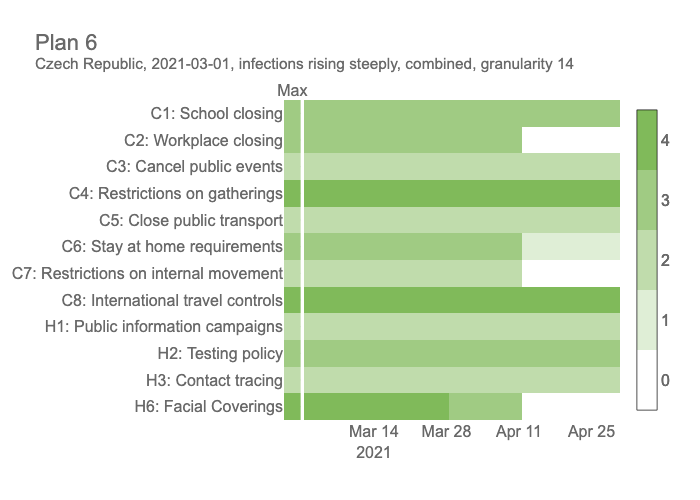 Plan 6
Czech Republic, 2021-03-01, infections rising steeply, combined, granularity 14
Max
C1: School closing
C2: Workplace closing
C3: Cancel public events
C4: Restrictions on gatherings
C5: Close public transport
C6: Stay at home requirements
C7: Restrictions on internal movement
C8: International travel controls
H1: Public information campaigns
H2: Testing policy
H3: Contact tracing
H6: Facial Coverings
Mar 14 Mar 28 Apr 11 Apr 25
2021
4
3
2
1
0